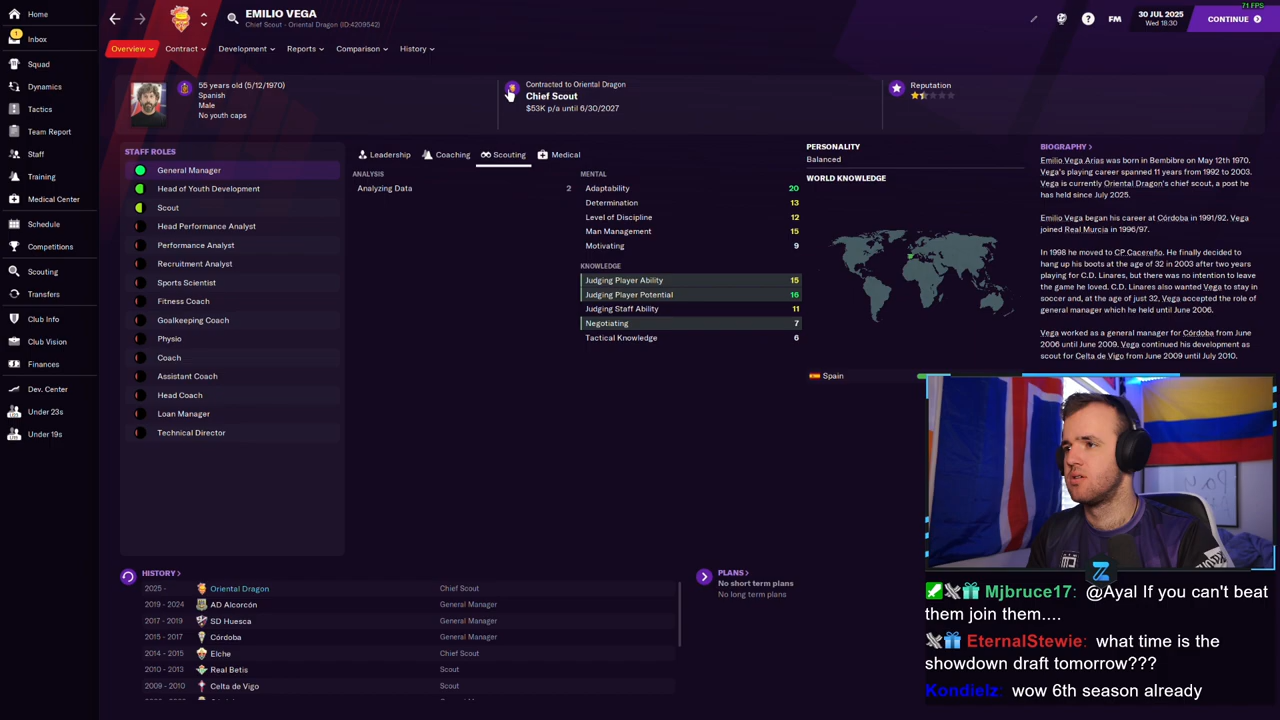 71 FPS
Home
Inbox
1
Squad
Dynamics
Tactics
Team Report
Staff
Training
Medical Center
Schedule
Competitions
Scouting
Transfers
Club Info
Club Vision
Finances
Dev. Center
Under 23s
Under 19s
EMILIO VEGA
Chief Scout - Oriental Dragon (ID:4209542)
FM
30 JUL 2025
Wed 18:30
CONTINUE
Overview
Contract
Development
Reports
Comparison
History
55 years old (5/12/1970)
Spanish
Male
No youth caps
Contracted to Oriental Dragon
Chief Scout
$53K p/a until 6/30/2027
Reputation
STAFF ROLES
General Manager
Head of Youth Development
Scout
Head Performance Analyst
Performance Analyst
Recruitment Analyst
Sports Scientist
Fitness Coach
Goalkeeping Coach
Physio
Coach
Assistant Coach
Head Coach
Loan Manager
Technical Director
Leadership
Coaching
Scouting
Medical
ANALYSIS
Analyzing Data 2
MENTAL
Adaptability 20
Determination 13
Level of Discipline 12
Man Management 15
Motivating 9
KNOWLEDGE
Judging Player Ability 15
Judging Player Potential 16
Judging Staff Ability 11
Negotiating 7
Tactical Knowledge 6
PERSONALITY
Balanced
WORLD KNOWLEDGE
Spain
BIOGRAPHY >
Emilio Vega Arias was born in Bembibre on May 12th 1970.
Vega's playing career spanned 11 years from 1992 to 2003.
Vega is currently Oriental Dragon's chief scout, a post he
has held since July 2025.
Emilio Vega began his career at Córdoba in 1991/92. Vega
joined Real Murcia in 1996/97.
In 1998 he moved to CP Cacereño. He finally decided to
hang up his boots at the age of 32 in 2003 after two years
playing for C.D. Linares, but there was no intention to leave
the game he loved. C.D. Linares also wanted Vega to stay in
soccer and, at the age of just 32, Vega accepted the role of
general manager which he held until June 2006.
Vega worked as a general manager for Córdoba from June
2006 until June 2009. Vega continued his development as
scout for Celta de Vigo from June 2009 until July 2010.
HISTORY >
2025 - Oriental Dragon Chief Scout
2019 - 2024 AD Alcorcón General Manager
2017 - 2019 SD Huesca General Manager
2015 - 2017 Córdoba General Manager
2014 - 2015 Elche Chief Scout
2010 - 2013 Real Betis Scout
2009 - 2010 Celta de Vigo Scout
PLANS >
No short term plans
No long term plans
Mjbruce17: @Ayal If you can't beat
them join them....
EternalStewie: what time is the
showdown draft tomorrow???
Kondielz: wow 6th season already